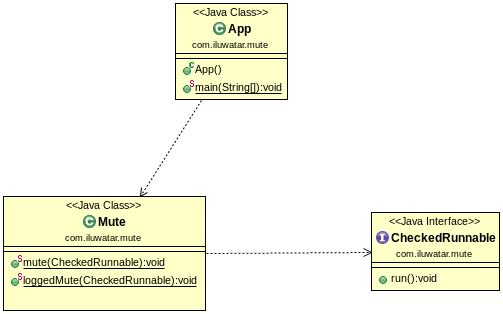 <<Java Class>>
C App
com.iluwatar.mute
C App()
S main(String[]):void
<<Java Class>>
C Mute
com.iluwatar.mute
S mute(CheckedRunnable):void
S loggedMute(CheckedRunnable):void
<<Java Interface>>
I CheckedRunnable
com.iluwatar.mute
run():void